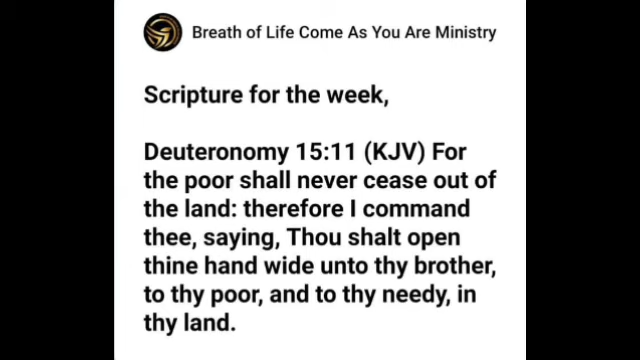 Breath of Life Come As You Are Ministry
Scripture for the week,
Deuteronomy 15:11 (KJV) For
the poor shall never cease out of
the land: therefore I command
thee, saying, Thou shalt open
thine hand wide unto thy brother,
to thy poor, and to thy needy, in
thy land.